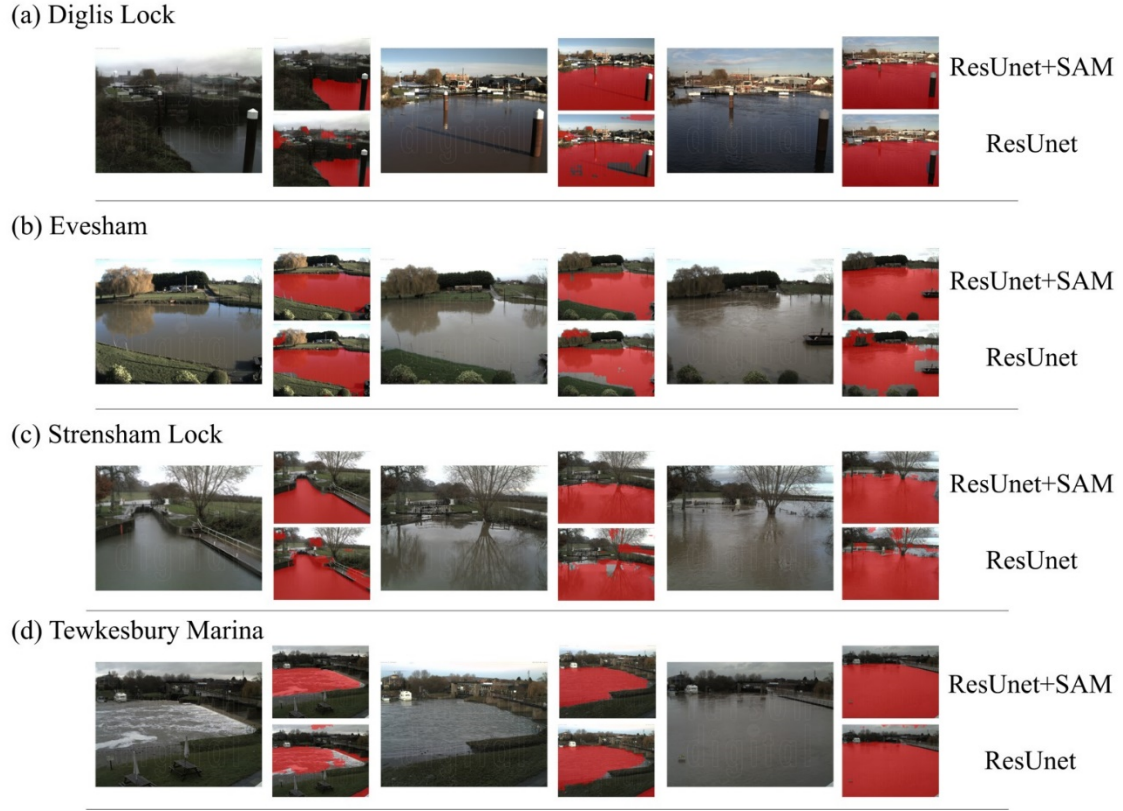 (a) Diglis Lock
ResUnet+SAM
ResUnet
(b) Evesham
ResUnet+SAM
ResUnet
(c) Strensham Lock
ResUnet+SAM
ResUnet
(d) Tewkesbury Marina
ResUnet+SAM
ResUnet